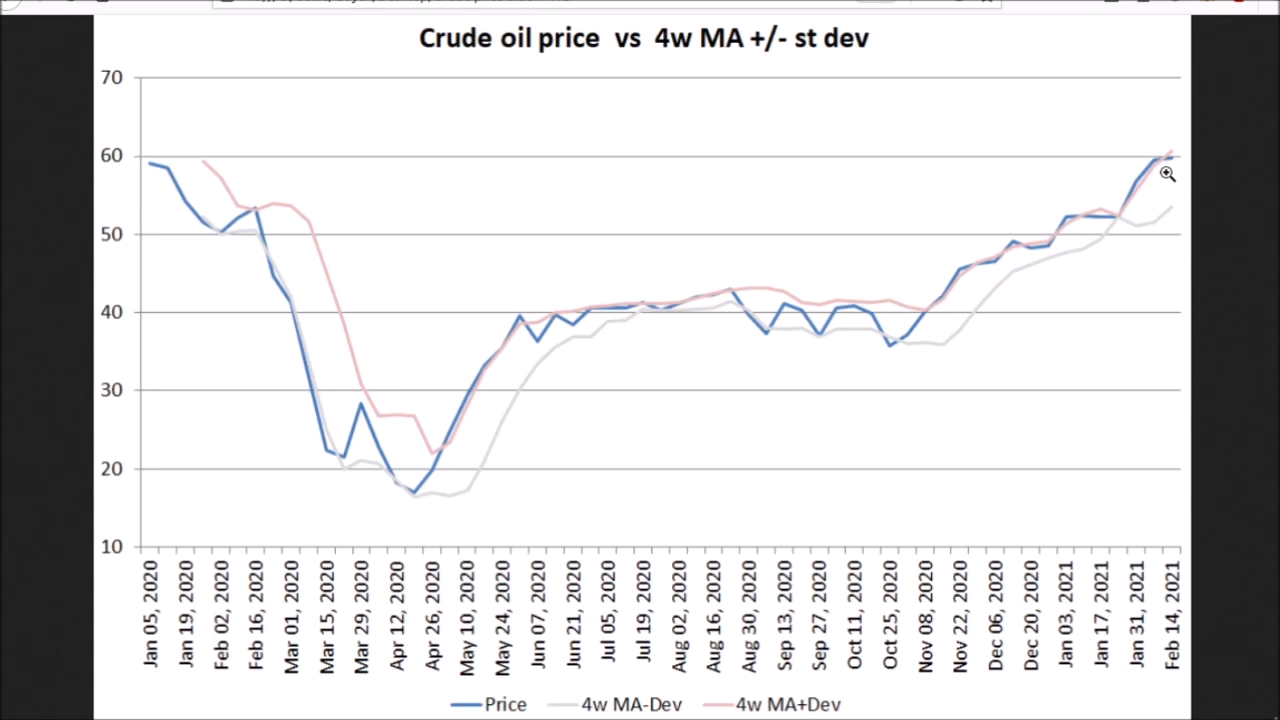 Crude oil price vs 4w MA +/- st dev
70
60
50
40
30
20
10
Jan 05, 2020
Jan 19, 2020
Feb 02, 2020
Feb 16, 2020
Mar 01, 2020
Mar 15, 2020
Mar 29, 2020
Apr 12, 2020
Apr 26, 2020
May 10, 2020
May 24, 2020
Jun 07, 2020
Jun 21, 2020
Jul 05, 2020
Jul 19, 2020
Aug 02, 2020
Aug 16, 2020
Aug 30, 2020
Sep 13, 2020
Sep 27, 2020
Oct 11, 2020
Oct 25, 2020
Nov 08, 2020
Nov 22, 2020
Dec 06, 2020
Dec 20, 2020
Jan 03, 2021
Jan 17, 2021
Jan 31, 2021
Feb 14, 2021
Price 4w MA-Dev 4w MA+Dev